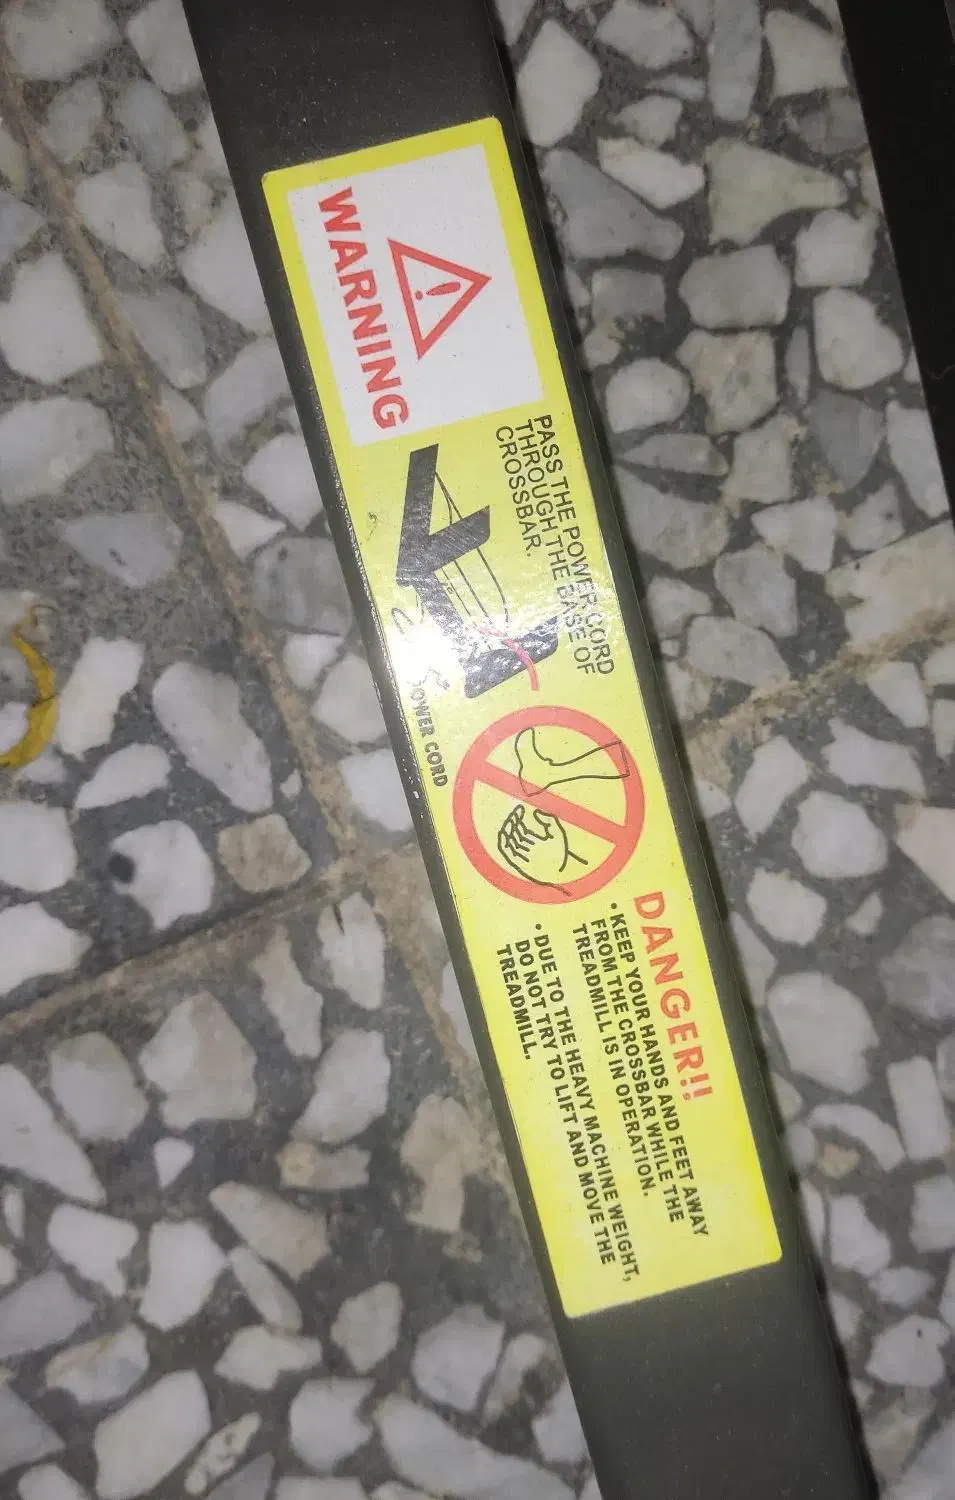 WARNING
PASS THE POWER CORD
THROUGH THE BASE OF
CROSSBAR.
POWER CORD
DANGER!!
• KEEP YOUR HANDS AND FEET AWAY
FROM THE CROSSBAR WHILE THE
TREADMILL IS IN OPERATION.
• DUE TO THE HEAVY MACHINE WEIGHT,
DO NOT TRY TO LIFT AND MOVE THE
TREADMILL.